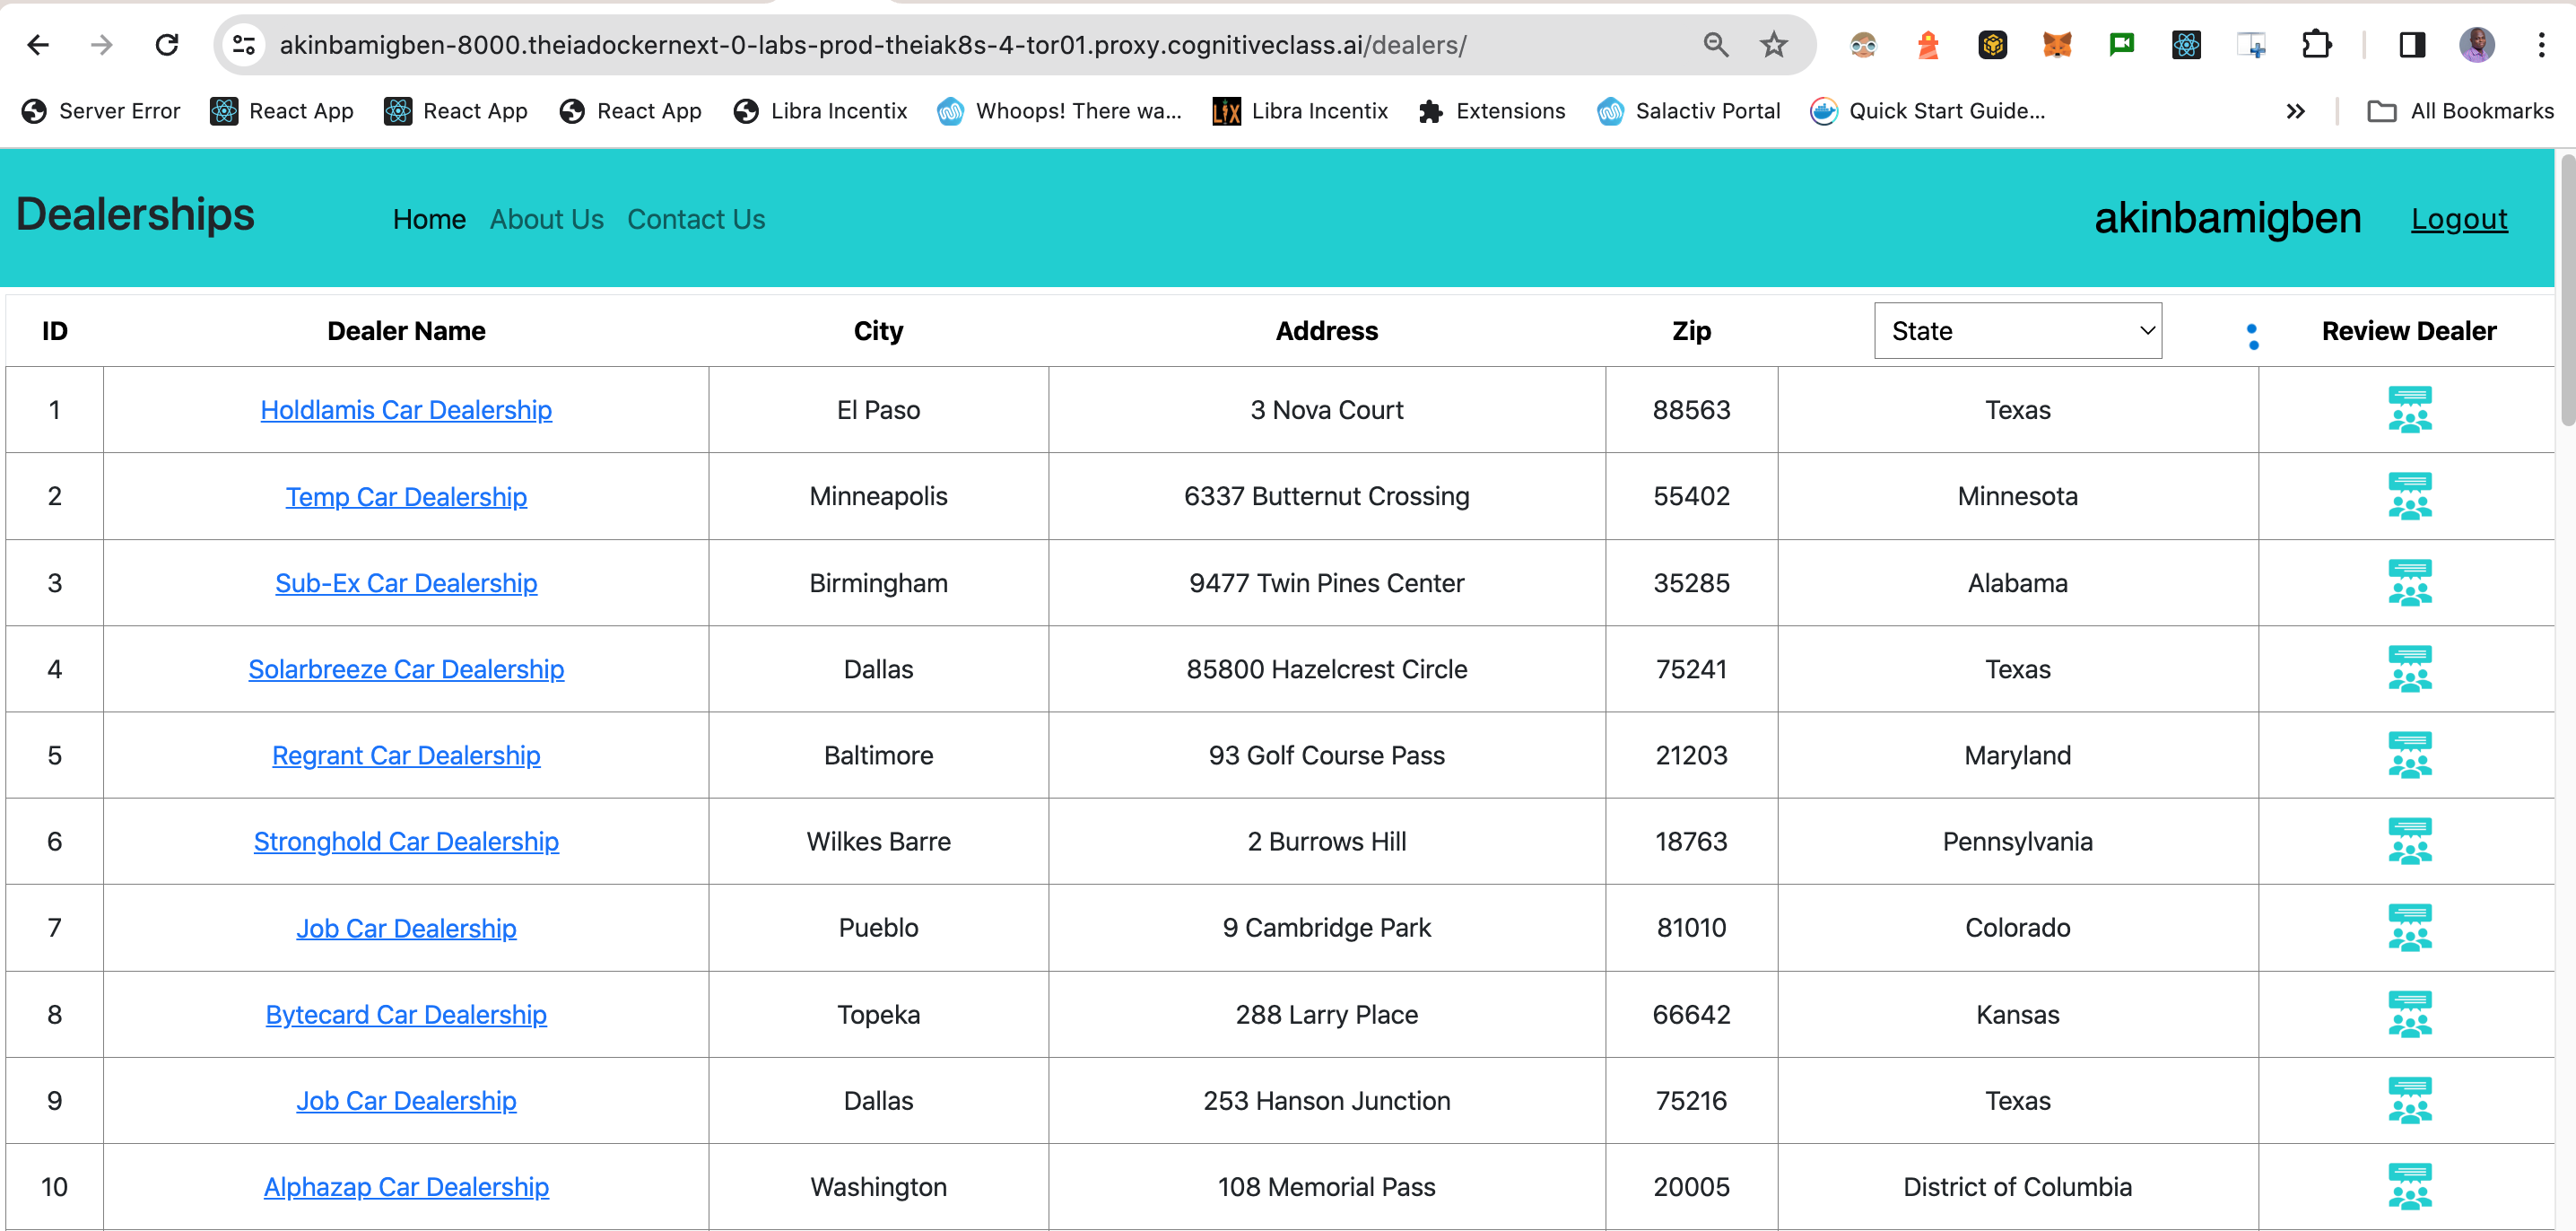 akinbamigben-8000.theiadockernext-0-labs-prod-theiak8s-4-tor01.proxy.cognitiveclass.ai/dealers/
Server Error React App React App React App Libra Incentix Whoops! There wa... LIX Libra Incentix Extensions Salactiv Portal Quick Start Guide... » All Bookmarks
Dealerships Home About Us Contact Us akinbamigben Logout
ID Dealer Name City Address Zip State Review Dealer
1 Holdlamis Car Dealership El Paso 3 Nova Court 88563 Texas
2 Temp Car Dealership Minneapolis 6337 Butternut Crossing 55402 Minnesota
3 Sub-Ex Car Dealership Birmingham 9477 Twin Pines Center 35285 Alabama
4 Solarbreeze Car Dealership Dallas 85800 Hazelcrest Circle 75241 Texas
5 Regrant Car Dealership Baltimore 93 Golf Course Pass 21203 Maryland
6 Stronghold Car Dealership Wilkes Barre 2 Burrows Hill 18763 Pennsylvania
7 Job Car Dealership Pueblo 9 Cambridge Park 81010 Colorado
8 Bytecard Car Dealership Topeka 288 Larry Place 66642 Kansas
9 Job Car Dealership Dallas 253 Hanson Junction 75216 Texas
10 Alphazap Car Dealership Washington 108 Memorial Pass 20005 District of Columbia